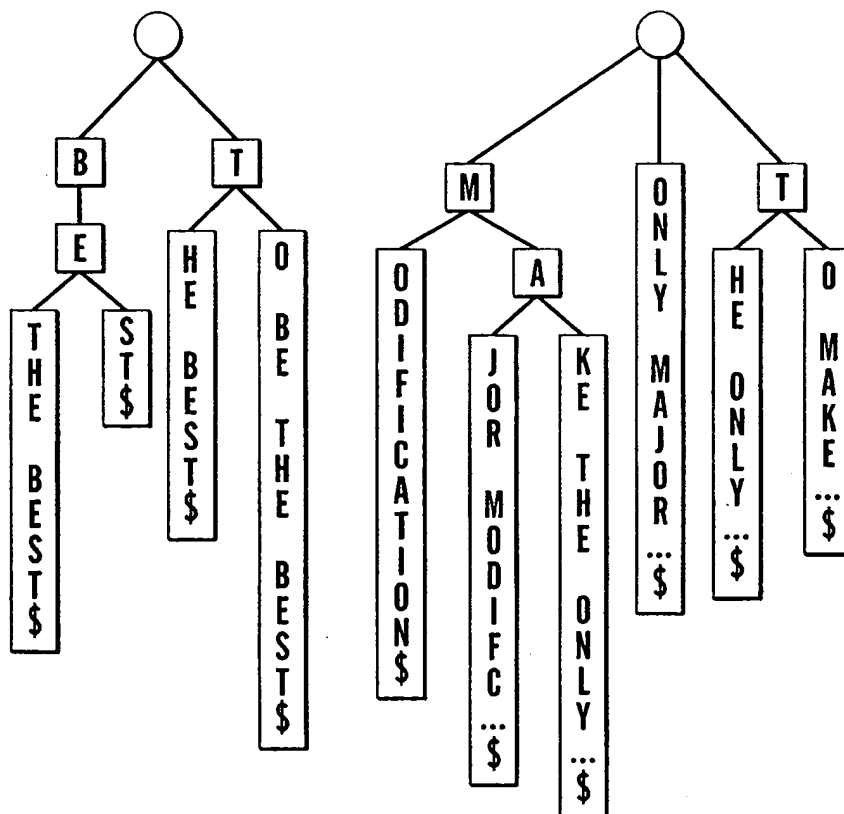 B
T
E
THE BEST$
ST$
HE BEST$
O BE THE BEST$
M
T
A
ODIFICATION$
JOR MODIFC...$
KE THE ONLY...$
ONLY MAJOR...$
HE ONLY...$
O MAKE...$